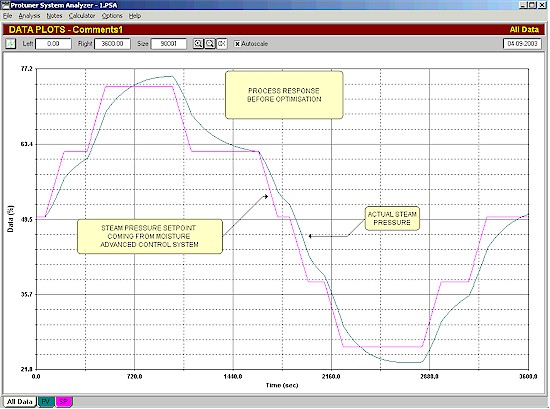 Protuner System Analyzer - 1.PSA
File Analysis Notes Calculator Options Help
DATA PLOTS - Comments1 All Data
Left 0.00 Right 3600.00 Size 90001 Autoscale 04-09-2003
77.2
63.4
49.5
35.7
21.8
Data (%)
PROCESS RESPONSE
BEFORE OPTIMISATION
STEAM PRESSURE SETPOINT
COMING FROM MOISTURE
ADVANCED CONTROL SYSTEM
ACTUAL STEAM
PRESSURE
0.0 720.0 1440.0 2160.0 2880.0 3600.0
Time (sec)
All Data PV SP